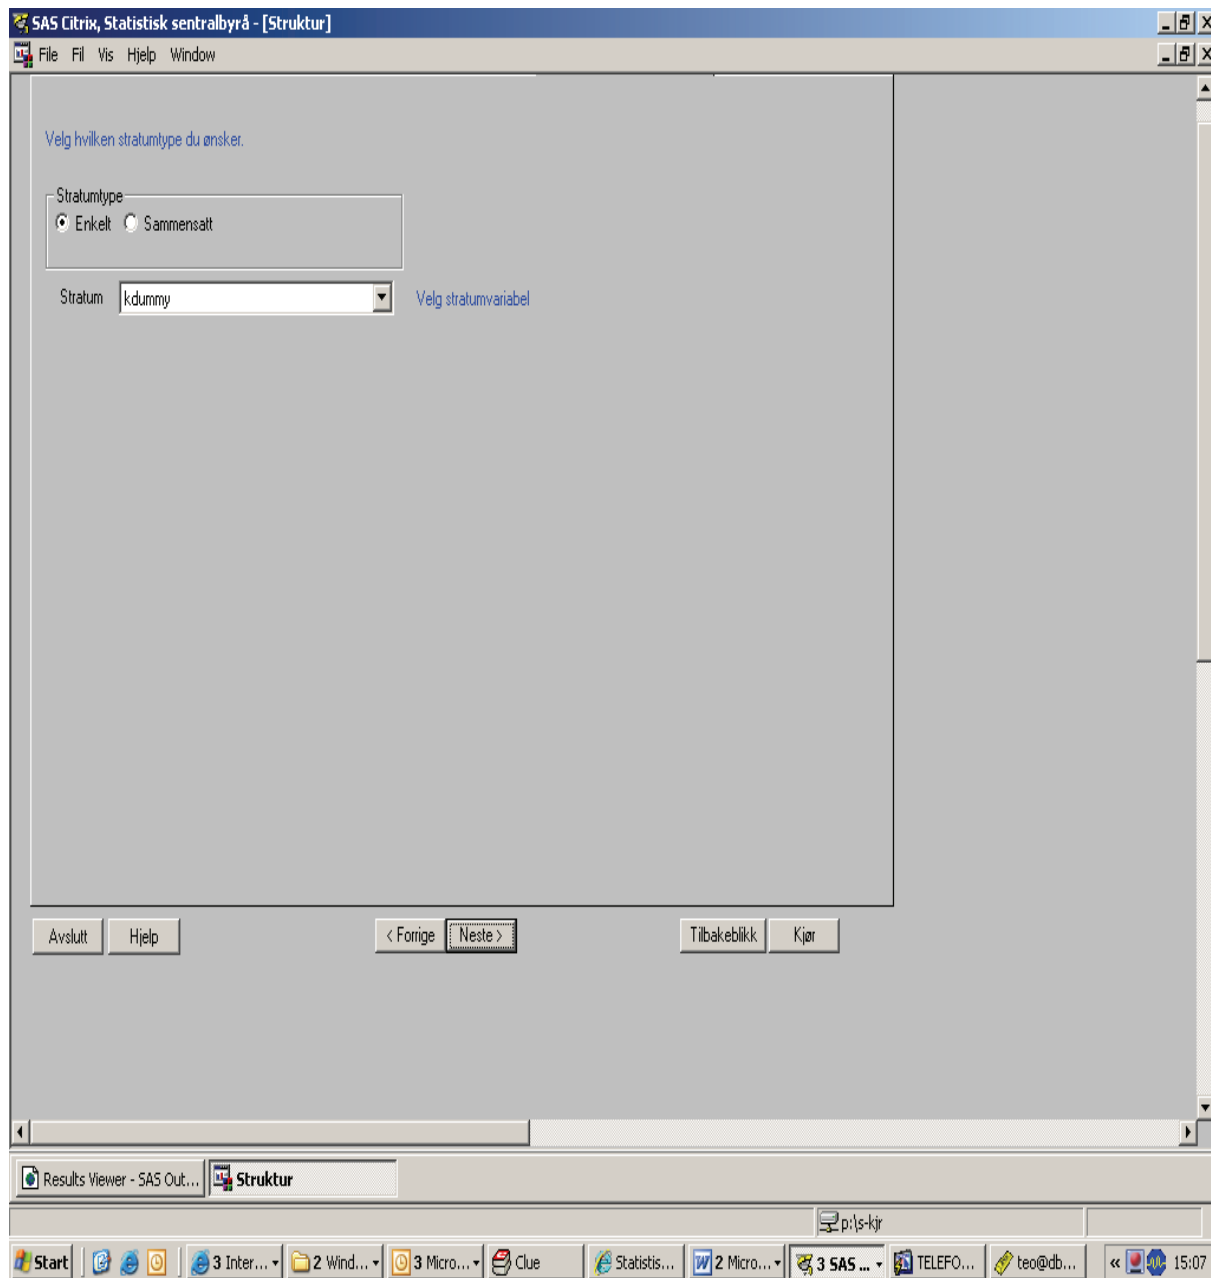 SAS Citrix, Statistisk sentralbyrå - [Struktur]
File Fil Vis Hjelp Window
Velg hvilken stratumtype du ønsker.
Stratumtype
Enkelt Sammensatt
Stratum kdummy Velg stratumvariabel
Avslutt Hjelp < Forrige Neste > Tilbakeblikk Kjør
Results Viewer - SAS Out... Struktur
p:\s-kjr
Start 3 Inter... 2 Wind... 3 Micro... Clue Statistis... 2 Micro... 3 SAS ... TELEFO... teo@db... « 15:07